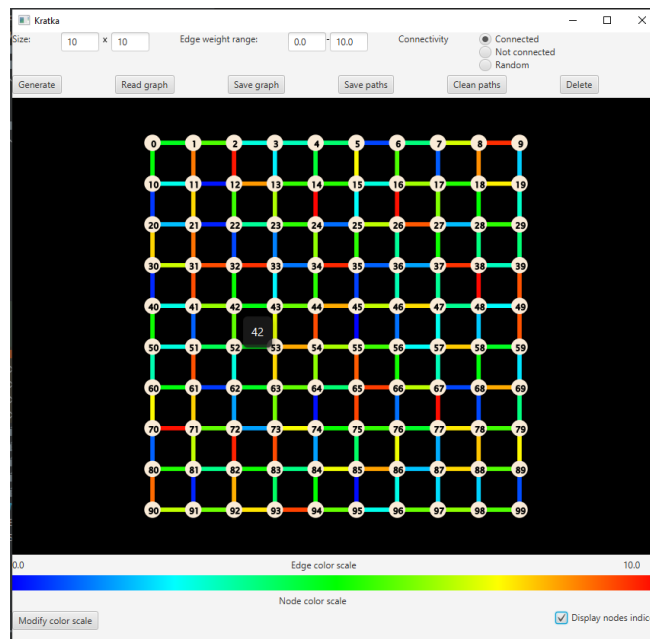 Kratka
Size: 10 x 10 Edge weight range: 0.0 - 10.0 Connectivity Connected
Not connected
Random
Generate Read graph Save graph Save paths Clean paths Delete
0 1 2 3 4 5 6 7 8 9
10 11 12 13 14 15 16 17 18 19
20 21 22 23 24 25 26 27 28 29
30 31 32 33 34 35 36 37 38 39
40 41 42 43 44 45 46 47 48 49
42
50 51 52 53 54 55 56 57 58 59
60 61 62 63 64 65 66 67 68 69
70 71 72 73 74 75 76 77 78 79
80 81 82 83 84 85 86 87 88 89
90 91 92 93 94 95 96 97 98 99
0.0 Edge color scale 10.0
Node color scale
Modify color scale Display nodes indic